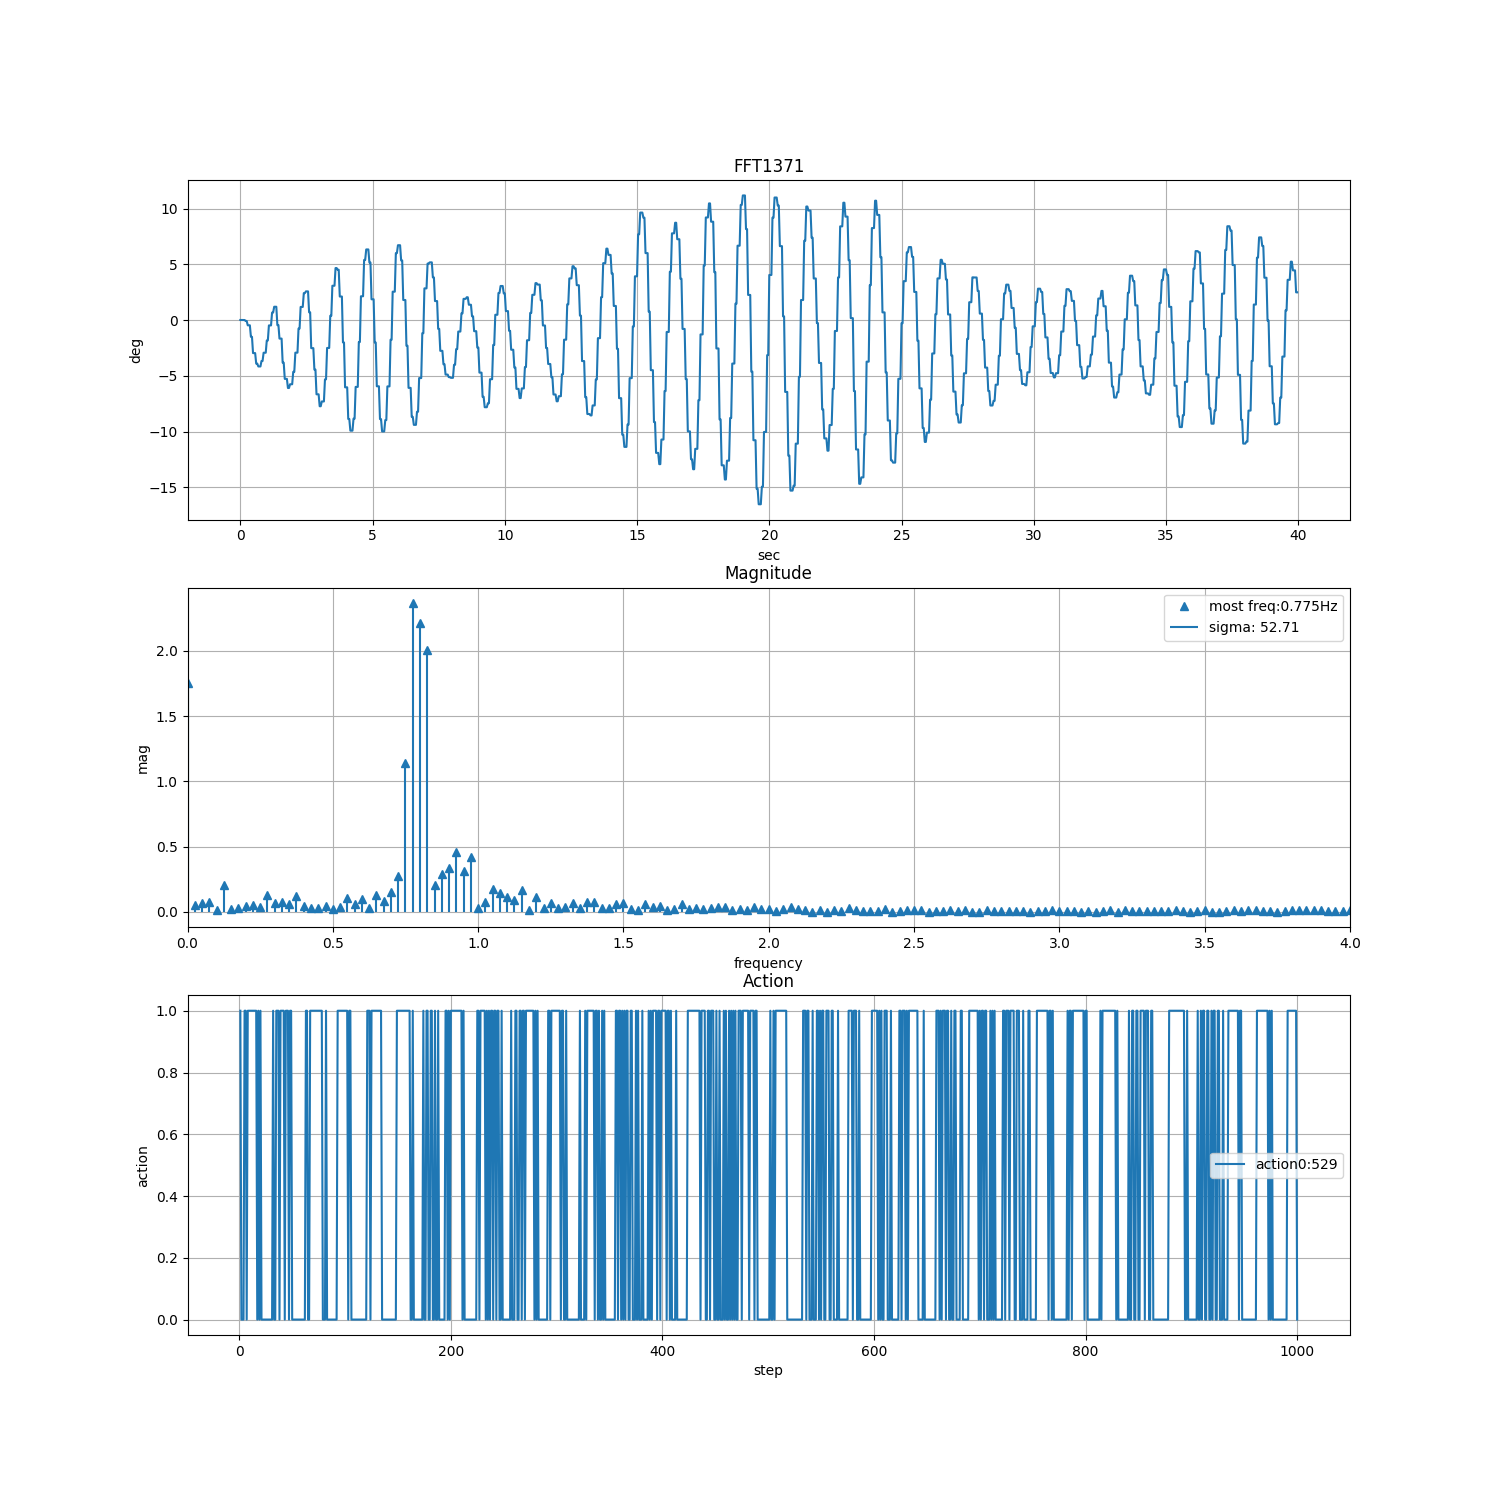 FFT1371
10
5
0
−5
−10
−15
deg
0 5 10 15 20 25 30 35 40
sec
Magnitude
most freq:0.775Hz
sigma: 52.71
2.0
1.5
1.0
0.5
0.0
mag
0.0 0.5 1.0 1.5 2.0 2.5 3.0 3.5 4.0
frequency
Action
1.0
0.8
0.6
0.4
0.2
0.0
action
action0:529
0 200 400 600 800 1000
step